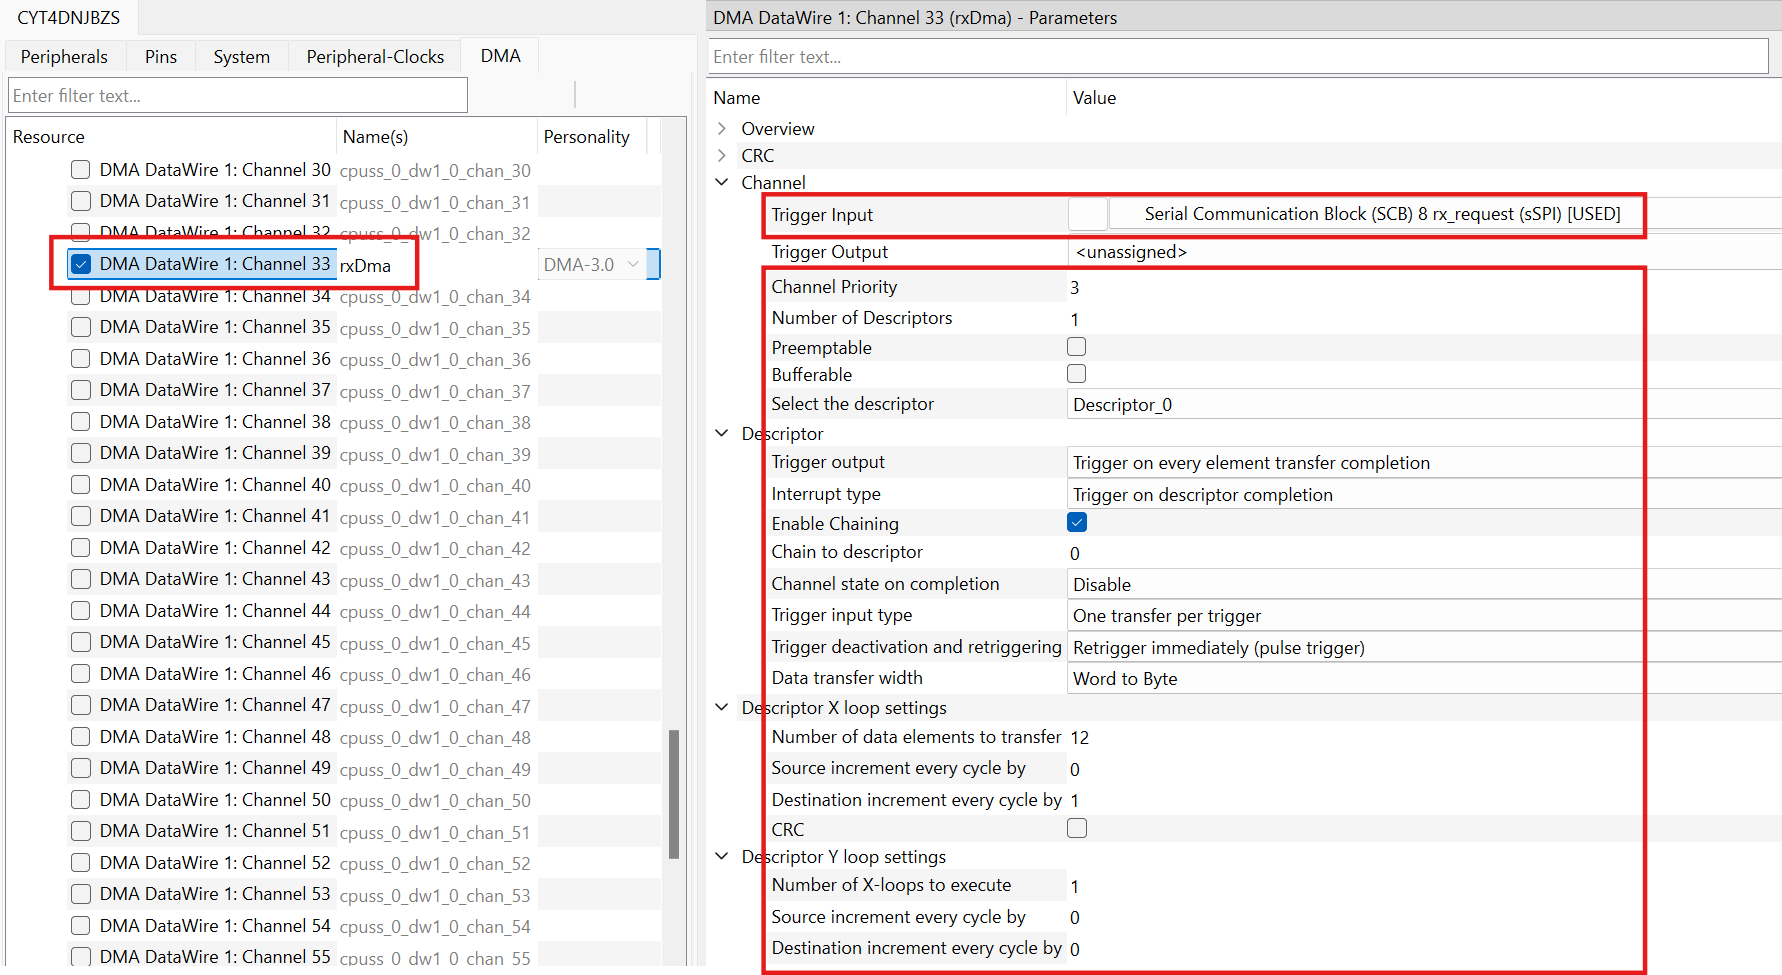 CYT4DNJBZS
Peripherals Pins System Peripheral-Clocks DMA
Enter filter text...
Resource Name(s) Personality
DMA DataWire 1: Channel 30 cpuss_0_dw1_0_chan_30
DMA DataWire 1: Channel 31 cpuss_0_dw1_0_chan_31
DMA DataWire 1: Channel 32 cpuss_0_dw1_0_chan_32
DMA DataWire 1: Channel 33 rxDma DMA-3.0
DMA DataWire 1: Channel 34 cpuss_0_dw1_0_chan_34
DMA DataWire 1: Channel 35 cpuss_0_dw1_0_chan_35
DMA DataWire 1: Channel 36 cpuss_0_dw1_0_chan_36
DMA DataWire 1: Channel 37 cpuss_0_dw1_0_chan_37
DMA DataWire 1: Channel 38 cpuss_0_dw1_0_chan_38
DMA DataWire 1: Channel 39 cpuss_0_dw1_0_chan_39
DMA DataWire 1: Channel 40 cpuss_0_dw1_0_chan_40
DMA DataWire 1: Channel 41 cpuss_0_dw1_0_chan_41
DMA DataWire 1: Channel 42 cpuss_0_dw1_0_chan_42
DMA DataWire 1: Channel 43 cpuss_0_dw1_0_chan_43
DMA DataWire 1: Channel 44 cpuss_0_dw1_0_chan_44
DMA DataWire 1: Channel 45 cpuss_0_dw1_0_chan_45
DMA DataWire 1: Channel 46 cpuss_0_dw1_0_chan_46
DMA DataWire 1: Channel 47 cpuss_0_dw1_0_chan_47
DMA DataWire 1: Channel 48 cpuss_0_dw1_0_chan_48
DMA DataWire 1: Channel 49 cpuss_0_dw1_0_chan_49
DMA DataWire 1: Channel 50 cpuss_0_dw1_0_chan_50
DMA DataWire 1: Channel 51 cpuss_0_dw1_0_chan_51
DMA DataWire 1: Channel 52 cpuss_0_dw1_0_chan_52
DMA DataWire 1: Channel 53 cpuss_0_dw1_0_chan_53
DMA DataWire 1: Channel 54 cpuss_0_dw1_0_chan_54
DMA DataWire 1: Channel 55 cpuss_0_dw1_0_chan_55
DMA DataWire 1: Channel 33 (rxDma) - Parameters
Enter filter text...
Name Value
Overview
CRC
Channel
Trigger Input Serial Communication Block (SCB) 8 rx_request (sSPI) [USED]
Trigger Output <unassigned>
Channel Priority 3
Number of Descriptors 1
Preemptable
Bufferable
Select the descriptor Descriptor_0
Descriptor
Trigger output Trigger on every element transfer completion
Interrupt type Trigger on descriptor completion
Enable Chaining
Chain to descriptor 0
Channel state on completion Disable
Trigger input type One transfer per trigger
Trigger deactivation and retriggering Retrigger immediately (pulse trigger)
Data transfer width Word to Byte
Descriptor X loop settings
Number of data elements to transfer 12
Source increment every cycle by 0
Destination increment every cycle by 1
CRC
Descriptor Y loop settings
Number of X-loops to execute 1
Source increment every cycle by 0
Destination increment every cycle by 0